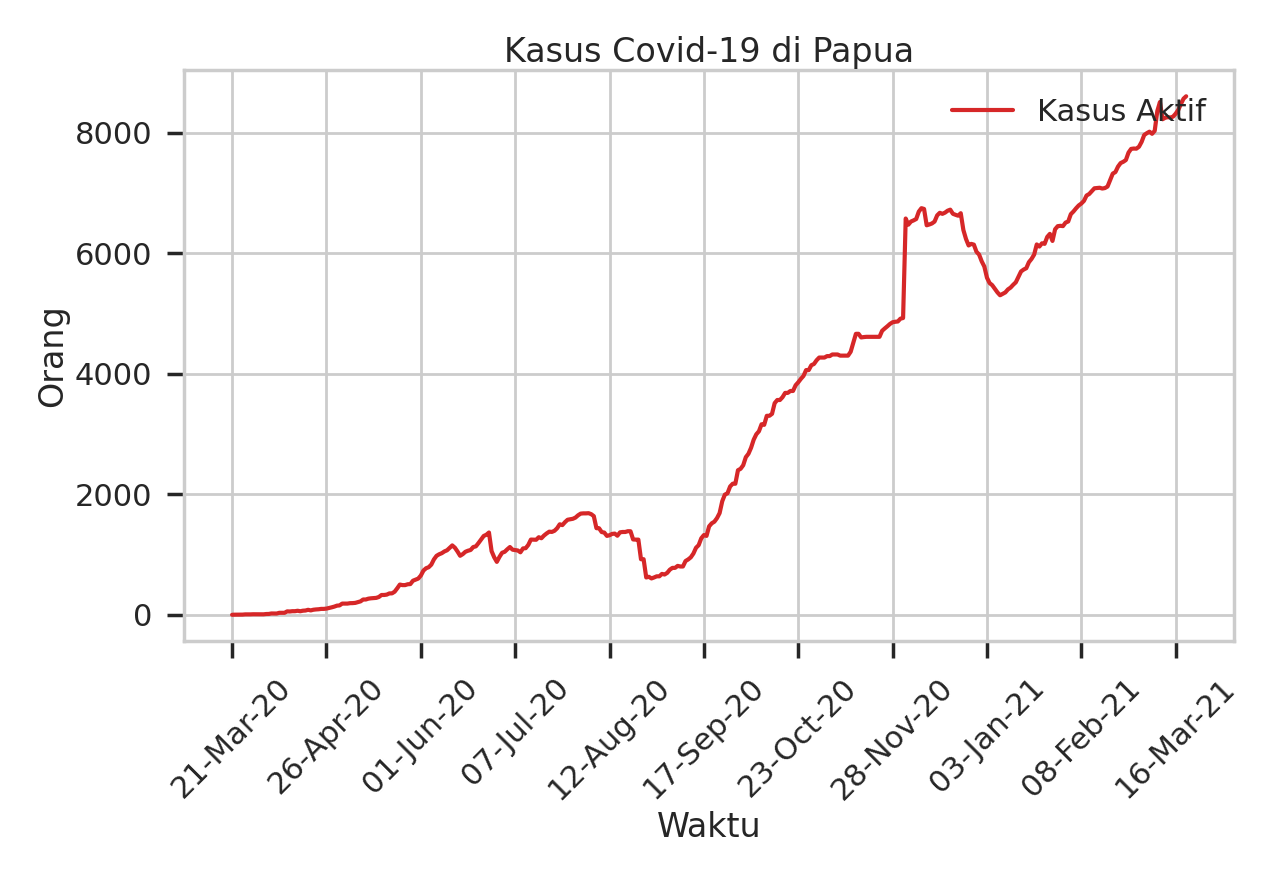 Kasus Covid-19 di Papua
Kasus Aktif
Orang
8000
6000
4000
2000
0
21-Mar-20
26-Apr-20
01-Jun-20
07-Jul-20
12-Aug-20
17-Sep-20
23-Oct-20
28-Nov-20
03-Jan-21
08-Feb-21
16-Mar-21
Waktu